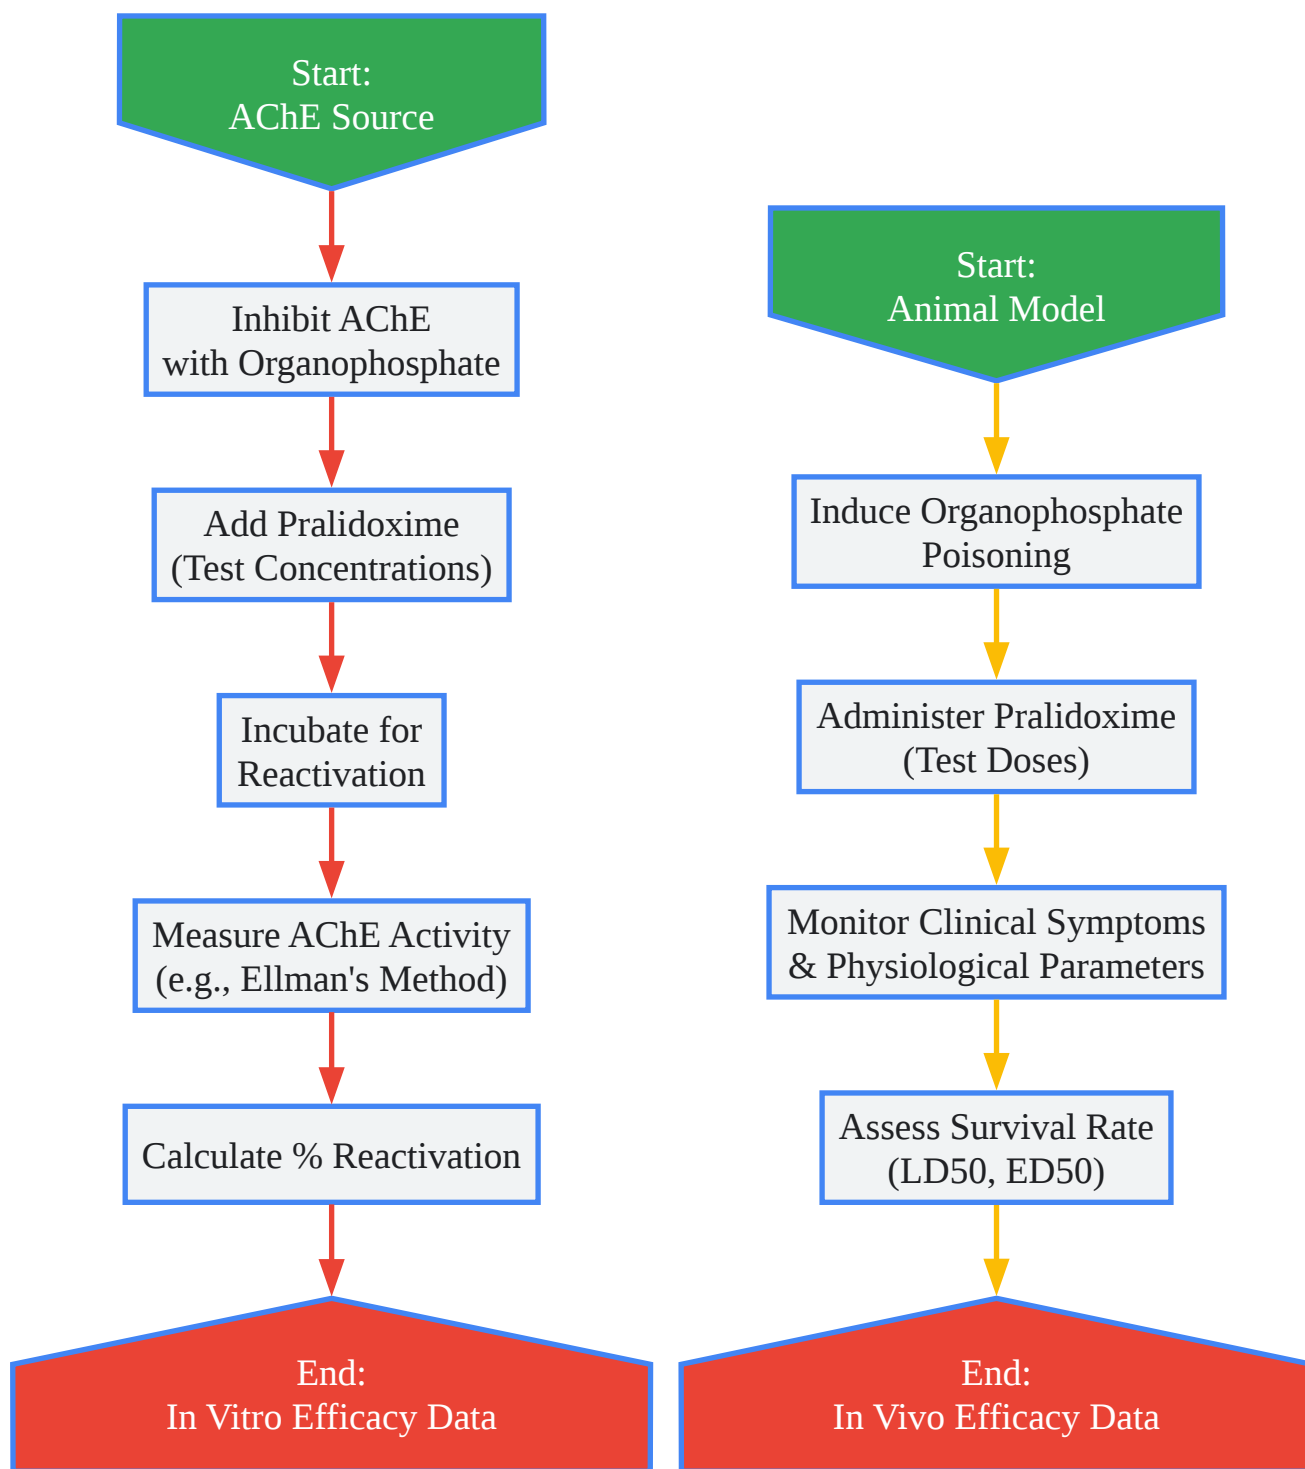 Start:
AChE Source
Inhibit AChE
with Organophosphate
Add Pralidoxime
(Test Concentrations)
Incubate for
Reactivation
Measure AChE Activity
(e.g., Ellman's Method)
Calculate % Reactivation
End:
In Vitro Efficacy Data
Start:
Animal Model
Induce Organophosphate
Poisoning
Administer Pralidoxime
(Test Doses)
Monitor Clinical Symptoms
& Physiological Parameters
Assess Survival Rate
(LD50, ED50)
End:
In Vivo Efficacy Data